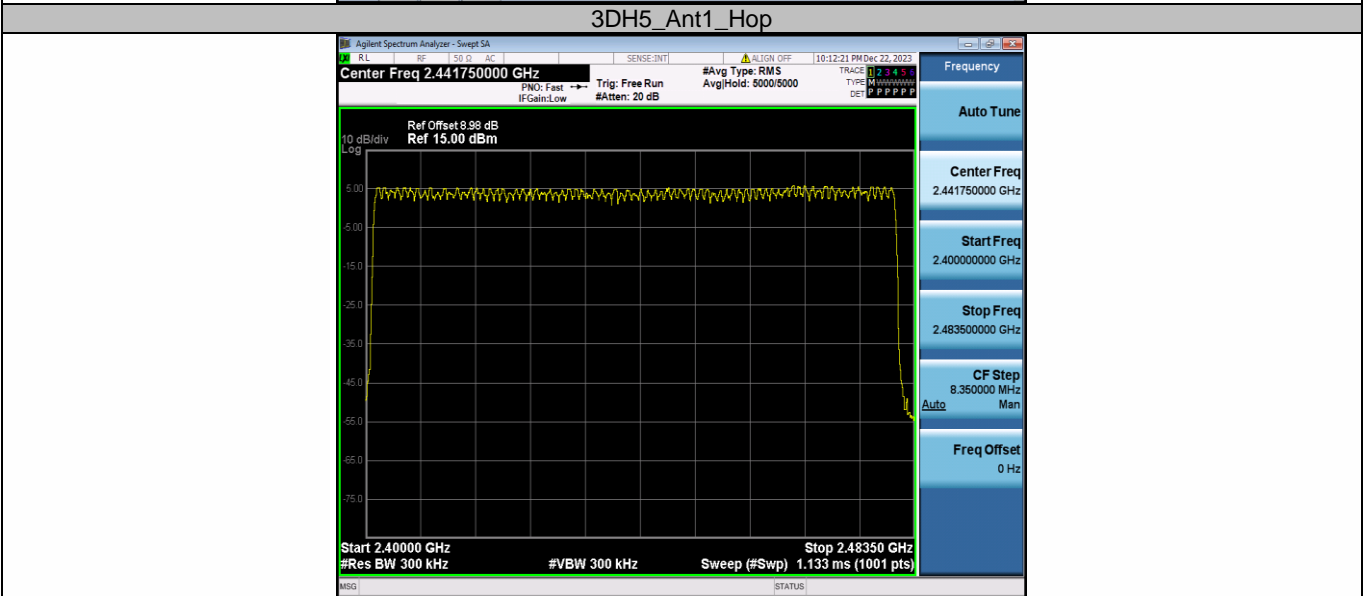 3DH5_Ant1_Hop
Agilent Spectrum Analyzer - Swept SA
RL RF 50 Ω AC SENSE:INT ALIGN OFF 10:12:21 PM Dec 22, 2023
Center Freq 2.441750000 GHz
PNO: Fast
IFGain:Low
Trig: Free Run
#Atten: 20 dB
#Avg Type: RMS
Avg|Hold: 5000/5000
TRACE 1 2 3 4 5 6
TYPE M
DET P P P P P P
Frequency
Auto Tune
Center Freq
2.441750000 GHz
Start Freq
2.400000000 GHz
Stop Freq
2.483500000 GHz
CF Step
8.350000 MHz
Auto Man
Freq Offset
0 Hz
Ref Offset 8.98 dB
10 dB/div Ref 15.00 dBm
Log
5.00
-5.00
-15.0
-25.0
-35.0
-45.0
-55.0
-65.0
-75.0
Start 2.40000 GHz Stop 2.48350 GHz
#Res BW 300 kHz #VBW 300 kHz Sweep (#Swp) 1.133 ms (1001 pts)
MSG STATUS